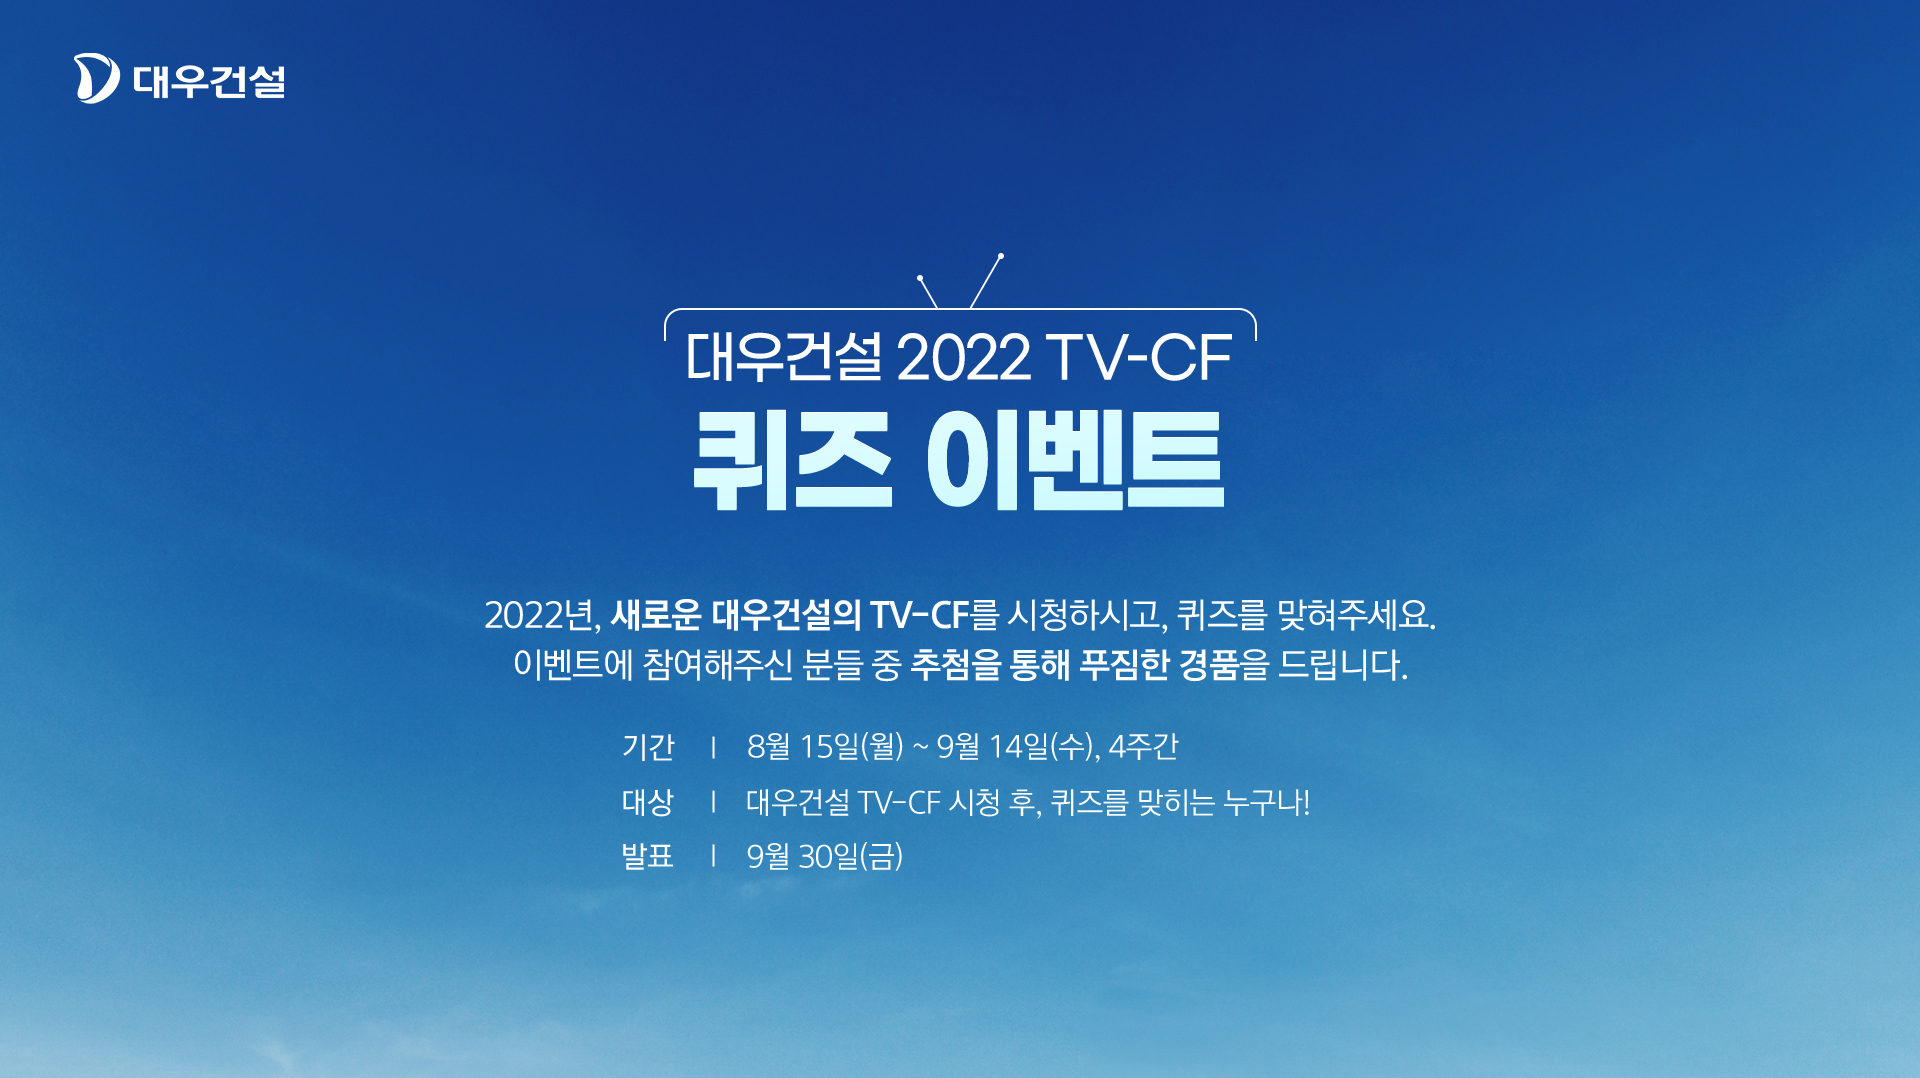 대우건설
대우건설 2022 TV-CF
퀴즈 이벤트
2022년, 새로운 대우건설의 TV-CF를 시청하시고, 퀴즈를 맞혀주세요.
이벤트에 참여해주신 분들 중 추첨을 통해 푸짐한 경품을 드립니다.
기간 | 8월 15일(월) ~ 9월 14일(수), 4주간
대상 | 대우건설 TV-CF 시청 후, 퀴즈를 맞히는 누구나!
발표 | 9월 30일(금)